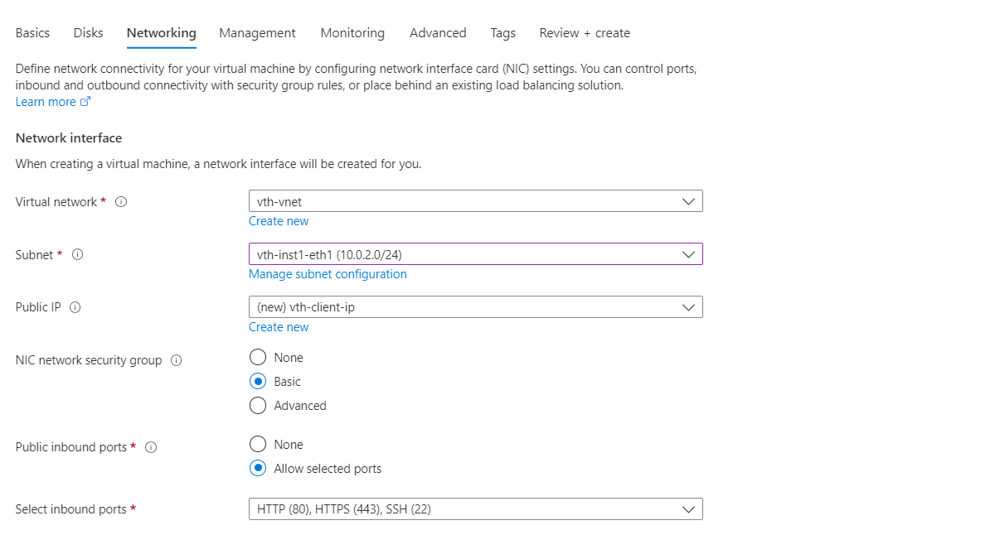 Basics Disks Networking Management Monitoring Advanced Tags Review + create
Define network connectivity for your virtual machine by configuring network interface card (NIC) settings. You can control ports,
inbound and outbound connectivity with security group rules, or place behind an existing load balancing solution.
Learn more
Network interface
When creating a virtual machine, a network interface will be created for you.
Virtual network * vth-vnet
Create new
Subnet * vth-inst1-eth1 (10.0.2.0/24)
Manage subnet configuration
Public IP (new) vth-client-ip
Create new
NIC network security group None
Basic
Advanced
Public inbound ports * None
Allow selected ports
Select inbound ports * HTTP (80), HTTPS (443), SSH (22)